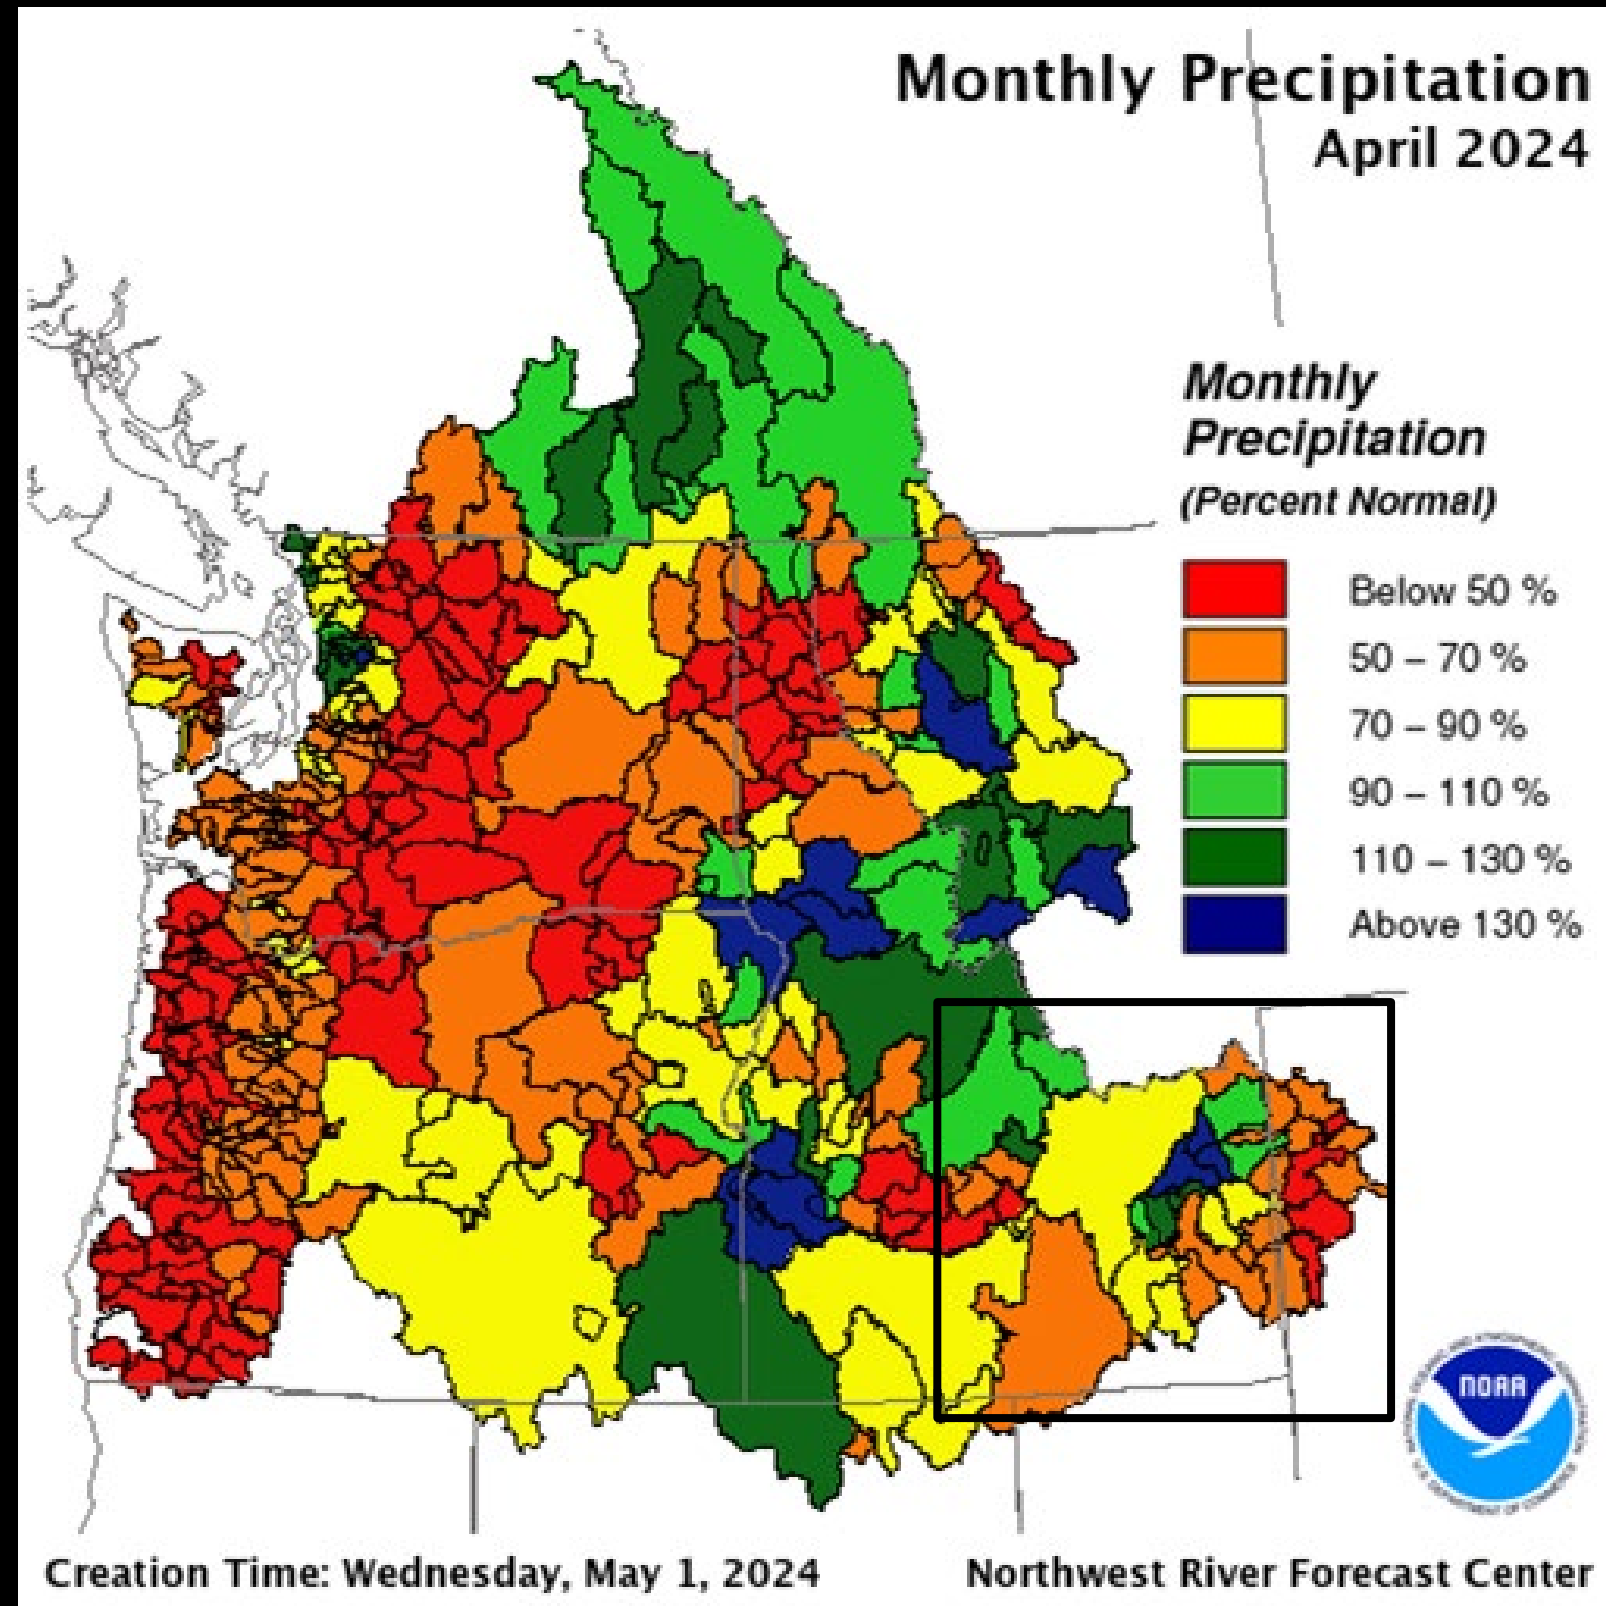 Monthly Precipitation
April 2024
Monthly
Precipitation
(Percent Normal)
Below 50 %
50 – 70 %
70 – 90 %
90 – 110 %
110 – 130 %
Above 130 %
NOAA
Creation Time: Wednesday, May 1, 2024
Northwest River Forecast Center